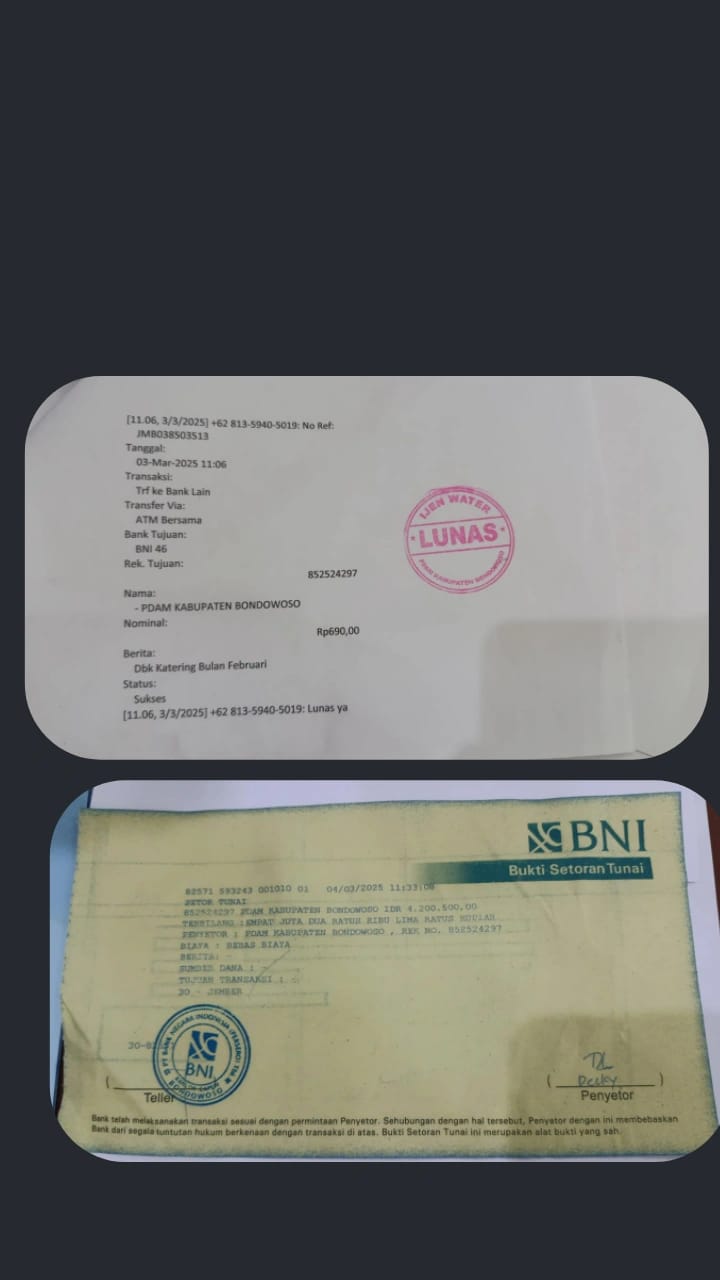 [11.06, 3/3/2025] +62 813-5940-5019: No Ref:
JMB038503513
Tanggal:
03-Mar-2025 11:06
Transaksi:
Trf ke Bank Lain
Transfer Via:
ATM Bersama
Bank Tujuan:
BNI 46
Rek. Tujuan:
852524297
Nama:
- PDAM KABUPATEN BONDOWOSO
Nominal:
Rp690,00
Berita:
Dbk Katering Bulan Februari
Status:
Sukses
[11.06, 3/3/2025] +62 813-5940-5019: Lunas ya
IJEN WATER
LUNAS
PDAM KABUPATEN BONDOWOSO
BNI
Bukti Setoran Tunai
82571 593243 001010 01 04/03/2025 11:33:08
SETOR TUNAI
852524297 PDAM KABUPATEN BONDOWOSO IDR 4.200.500,00
TERBILANG :EMPAT JUTA DUA RATUS RIBU LIMA RATUS RUPIAH
PENYETOR : PDAM KABUPATEN BONDOWOSO , REK NO. 852524297
BIAYA : BEBAS BIAYA
BERITA: -
SUMBER DANA : -
TUJUAN TRANSAKSI : -
JO - JEMBER
PT BANK NEGARA INDONESIA (PERSERO) Tbk
BNI
BONDOWOSO
Teller
Decky
Penyetor
Bank telah melaksanakan transaksi sesuai dengan permintaan Penyetor. Sehubungan dengan hal tersebut, Penyetor dengan ini membebaskan
Bank dari segala tuntutan hukum berkenaan dengan transaksi di atas. Bukti Setoran Tunai ini merupakan alat bukti yang sah.